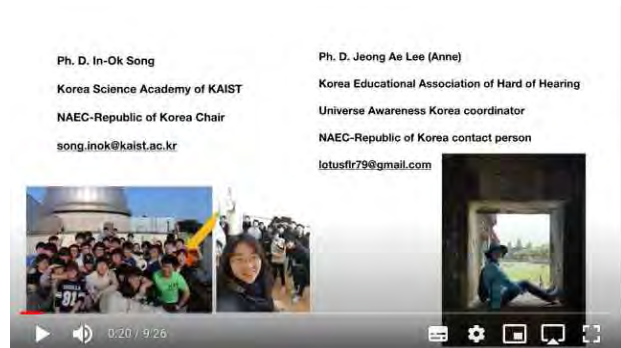 Ph. D. In-Ok Song
Korea Science Academy of KAIST
NAEC-Republic of Korea Chair
song.inok@kaist.ac.kr
Ph. D. Jeong Ae Lee (Anne)
Korea Educational Association of Hard of Hearing
Universe Awareness Korea coordinator
NAEC-Republic of Korea contact person
lotusflr79@gmail.com
81
0:20 / 9:26